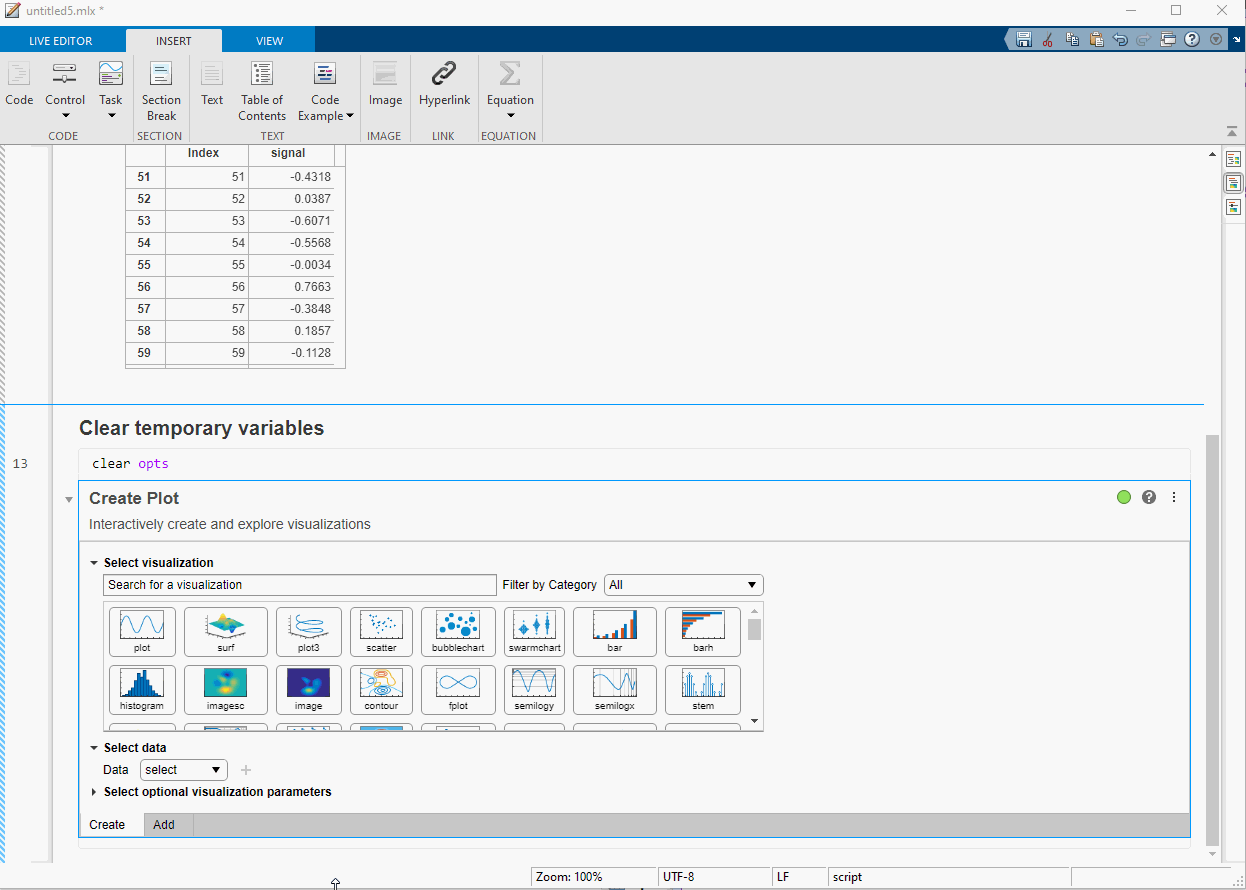 untitled5.mlx *
LIVE EDITOR INSERT VIEW
Code Control Task Section Break Text Table of Contents Code Example Image Hyperlink Equation
CODE SECTION TEXT IMAGE LINK EQUATION
Index signal
51 51 -0.4318
52 52 0.0387
53 53 -0.6071
54 54 -0.5568
55 55 -0.0034
56 56 0.7663
57 57 -0.3848
58 58 0.1857
59 59 -0.1128
Clear temporary variables
13 clear opts
Create Plot
Interactively create and explore visualizations
Select visualization
Search for a visualization Filter by Category All
plot surf plot3 scatter bubblechart swarmchart bar barh
histogram imagesc image contour fplot semilogy semilogx stem
Select data
Data select
Select optional visualization parameters
Create Add
Zoom: 100% UTF-8 LF script